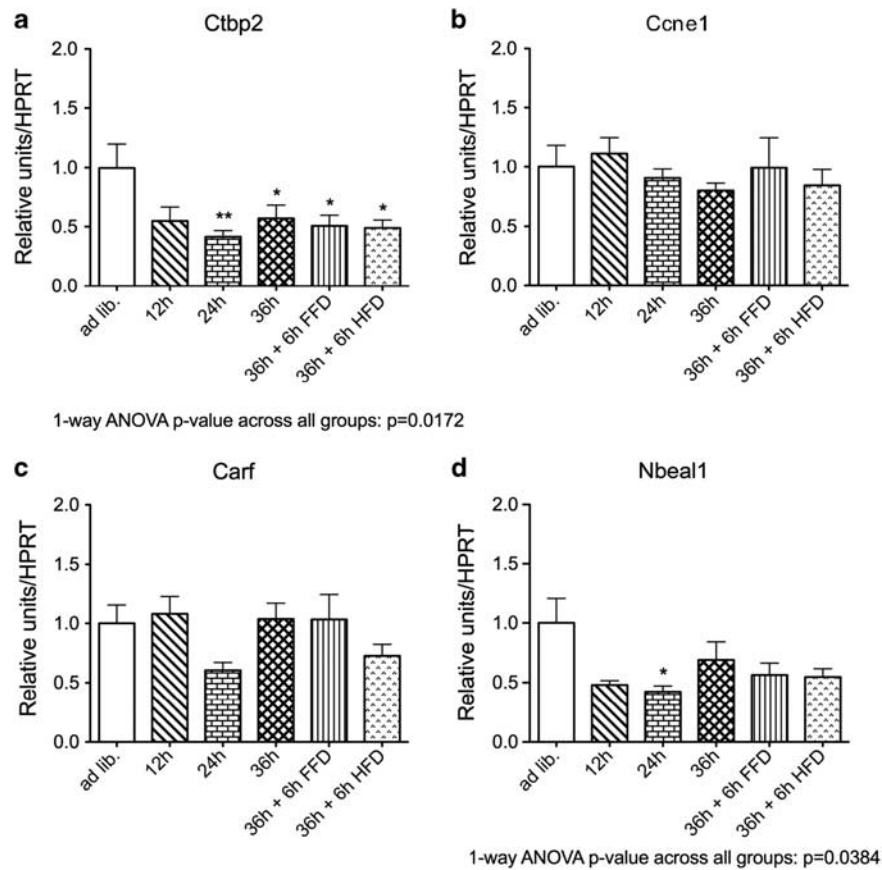 a
Ctbp2
Relative units/HPRT
2.0
1.5
1.0
0.5
0.0
**
*
*
*
ad lib.
12h
24h
36h
36h + 6h FFD
36h + 6h HFD
1-way ANOVA p-value across all groups: p=0.0172
b
Ccne1
Relative units/HPRT
2.0
1.5
1.0
0.5
0.0
ad lib.
12h
24h
36h
36h + 6h FFD
36h + 6h HFD
c
Carf
Relative units/HPRT
2.0
1.5
1.0
0.5
0.0
ad lib.
12h
24h
36h
36h + 6h FFD
36h + 6h HFD
d
Nbeal1
Relative units/HPRT
2.0
1.5
1.0
0.5
0.0
*
ad lib.
12h
24h
36h
36h + 6h FFD
36h + 6h HFD
1-way ANOVA p-value across all groups: p=0.0384